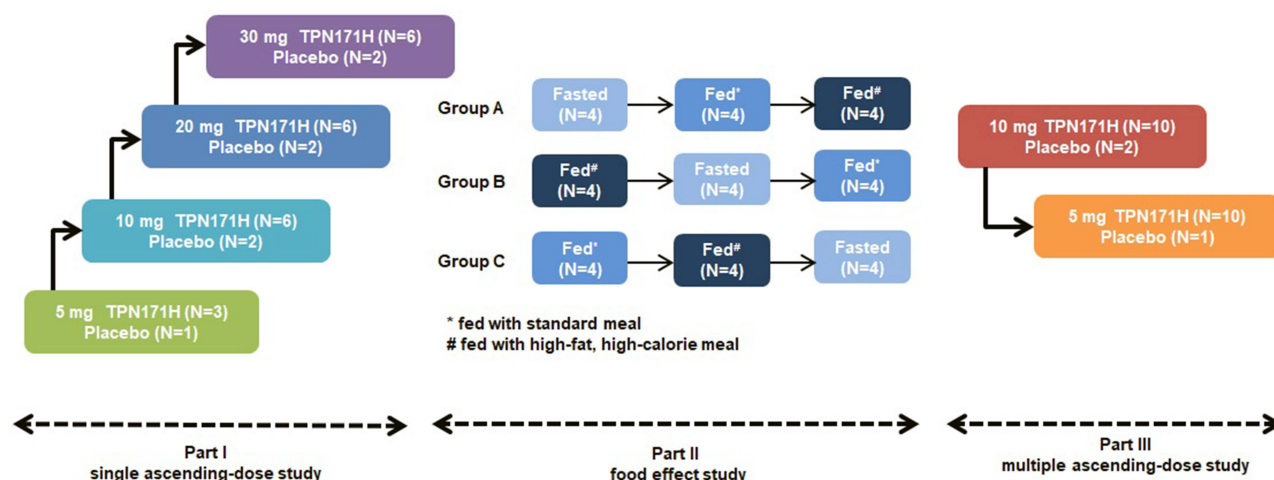 30 mg TPN171H (N=6)
Placebo (N=2)
20 mg TPN171H (N=6)
Placebo (N=2)
10 mg TPN171H (N=6)
Placebo (N=2)
5 mg TPN171H (N=3)
Placebo (N=1)
Part I
single ascending-dose study
Group A
Fasted
(N=4)
Fed*
(N=4)
Fed#
(N=4)
Group B
Fed#
(N=4)
Fasted
(N=4)
Fed*
(N=4)
Group C
Fed*
(N=4)
Fed#
(N=4)
Fasted
(N=4)
* fed with standard meal
# fed with high-fat, high-calorie meal
Part II
food effect study
10 mg TPN171H (N=10)
Placebo (N=2)
5 mg TPN171H (N=10)
Placebo (N=1)
Part III
multiple ascending-dose study